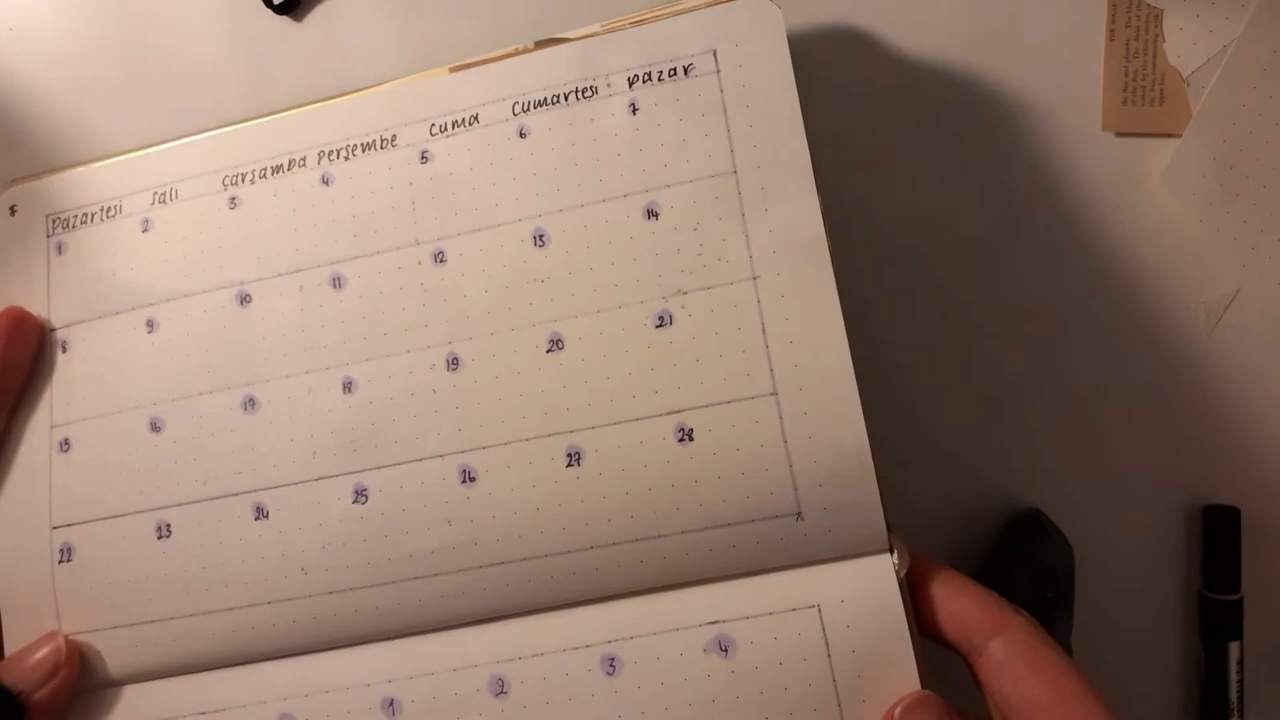 pazartesi salı çarşamba perşembe cuma cumartesi pazar
1 2 3 4 5 6 7
8 9 10 11 12 13 14
15 16 17 18 19 20 21
22 23 24 25 26 27 28
1 2 3 4